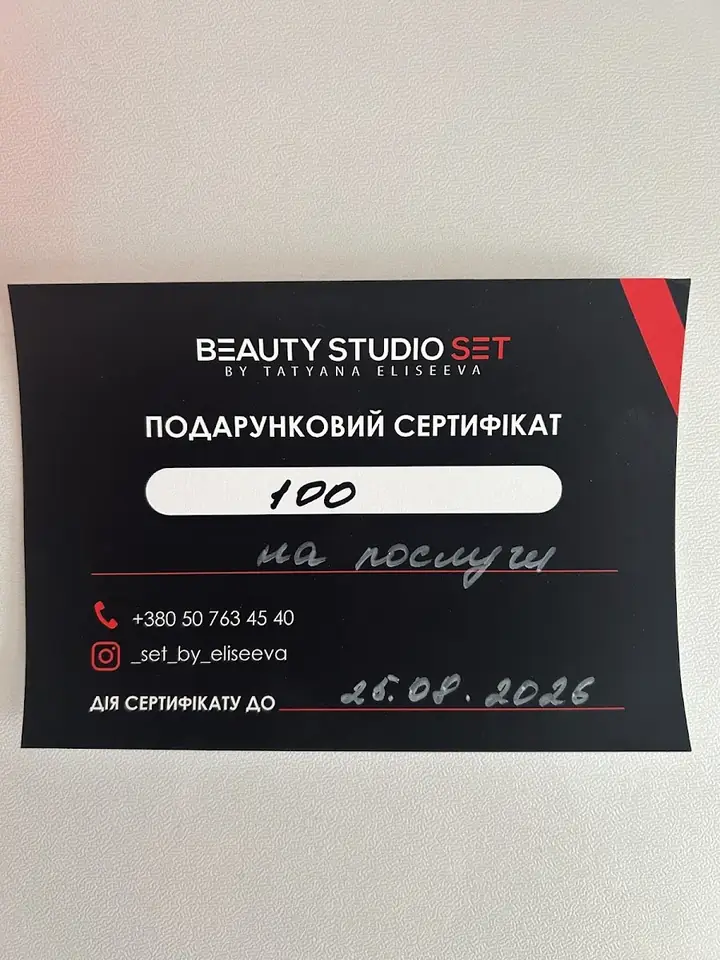 BEAUTY STUDIO SET
BY TATYANA ELISEEVA
ПОДАРУНКОВИЙ СЕРТИФІКАТ
100
на послуги
+380 50 763 45 40
_set_by_eliseeva
ДІЯ СЕРТИФІКАТУ ДО 25.08.2026